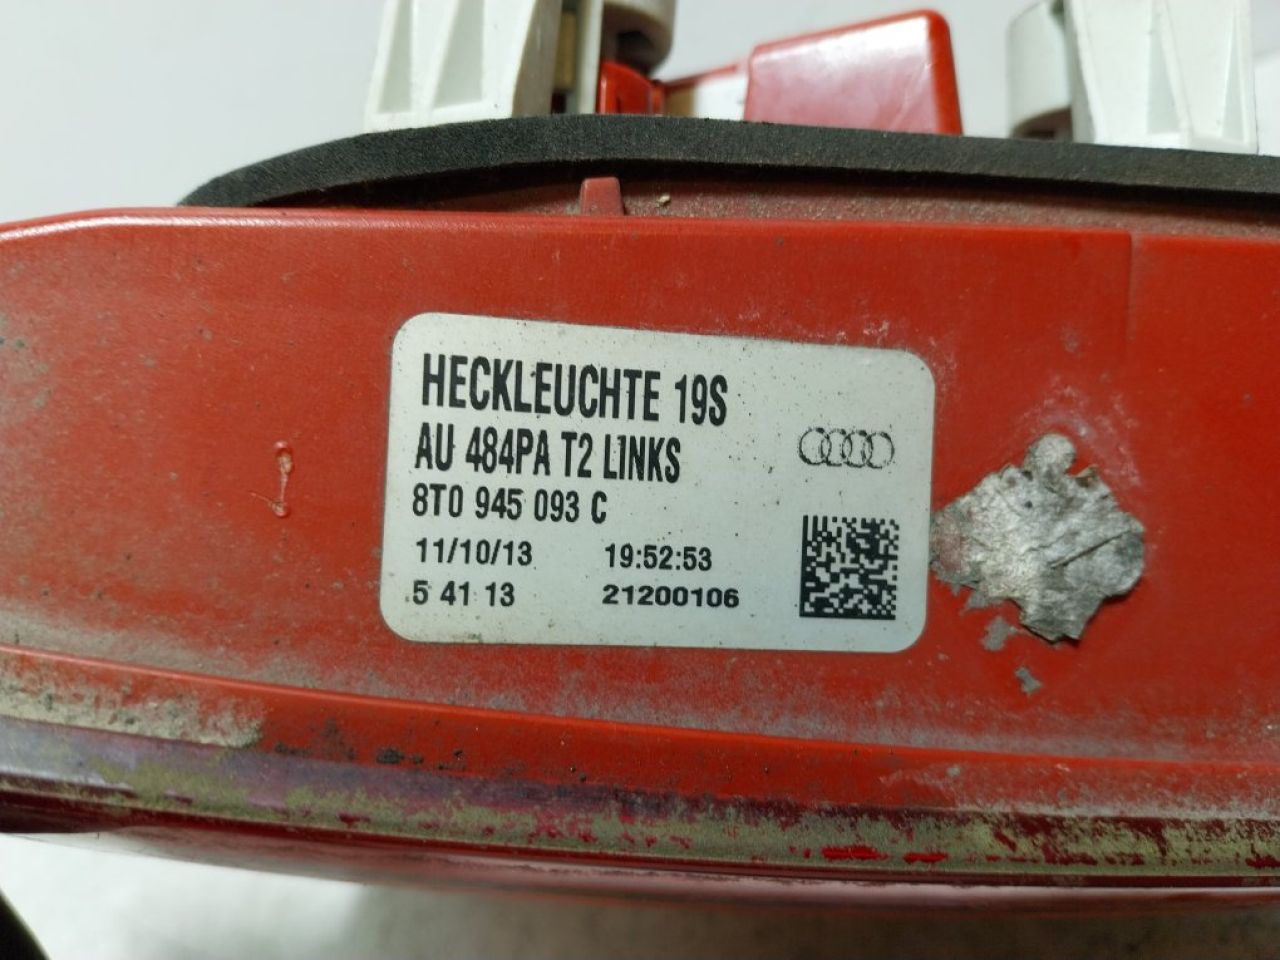 HECKLEUCHTE 19S
AU 484PA T2 LINKS
8T0 945 093 C
11/10/13 19:52:53
5 41 13 21200106